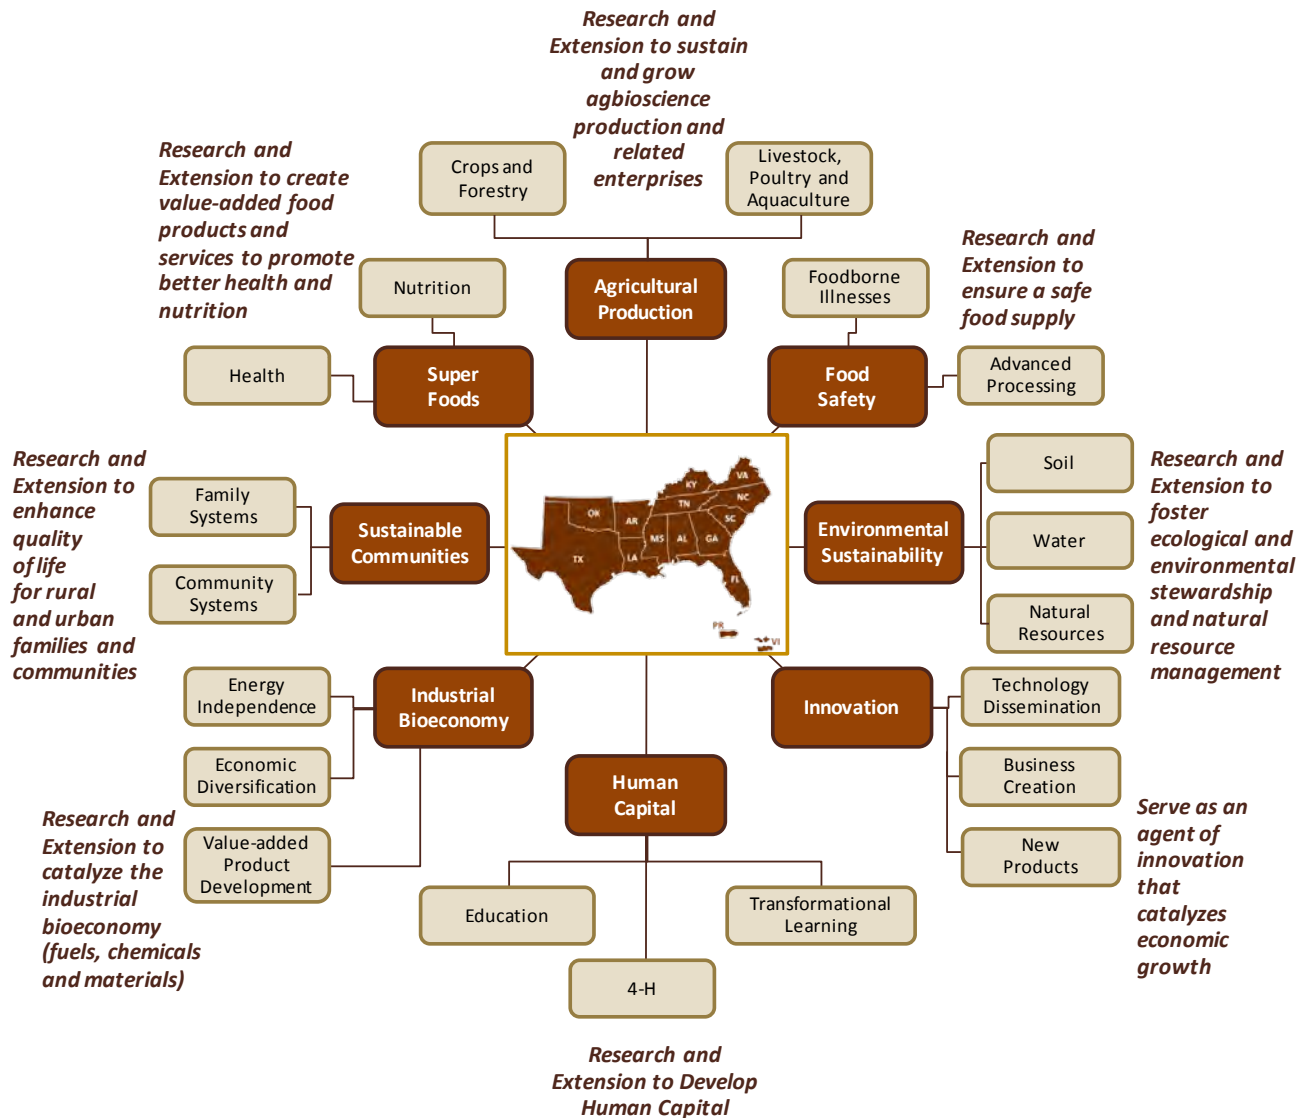 Research and
Extension to sustain
and grow
agbioscience
production and
related
enterprises
Research and
Extension to create
value-added food
products and
services to promote
better health and
nutrition
Crops and
Forestry
Livestock,
Poultry and
Aquaculture
Research and
Extension to
ensure a safe
food supply
Nutrition
Agricultural
Production
Foodborne
Illnesses
Health
Super
Foods
Food
Safety
Advanced
Processing
Research and
Extension to
enhance
quality
of life
for rural
and urban
families and
communities
Family
Systems
Community
Systems
Sustainable
Communities
KY
VA
TN
NC
OK
AR
SC
MS
AL
GA
TX
LA
FL
PR
VI
Environmental
Sustainability
Soil
Water
Natural
Resources
Research and
Extension to
foster
ecological and
environmental
stewardship
and natural
resource
management
Energy
Independence
Economic
Diversification
Value-added
Product
Development
Industrial
Bioeconomy
Innovation
Technology
Dissemination
Business
Creation
New
Products
Human
Capital
Research and
Extension to
catalyze the
industrial
bioeconomy
(fuels, chemicals
and materials)
Serve as an
agent of
innovation
that
catalyzes
economic
growth
Education
Transformational
Learning
4-H
Research and
Extension to Develop
Human Capital